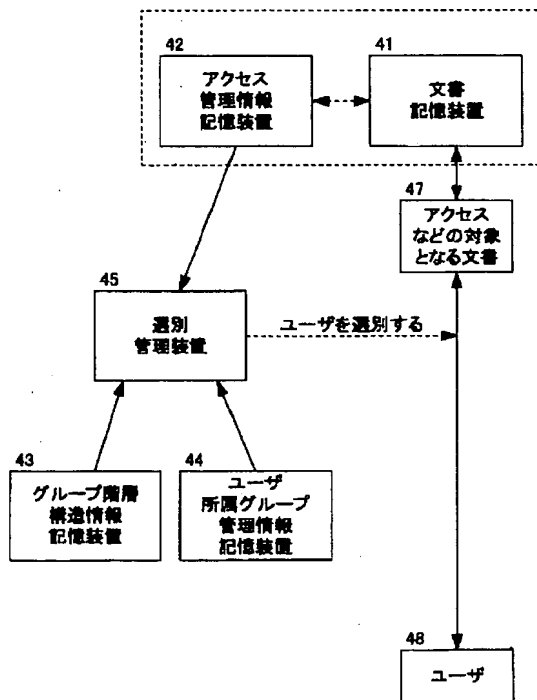 42
アクセス
管理情報
記憶装置
41
文書
記憶装置
47
アクセス
などの対象
となる文書
45
選別
管理装置
ユーザを選別する
43
グループ階層
構造情報
記憶装置
44
ユーザ
所属グループ
管理情報
記憶装置
48
ユーザ